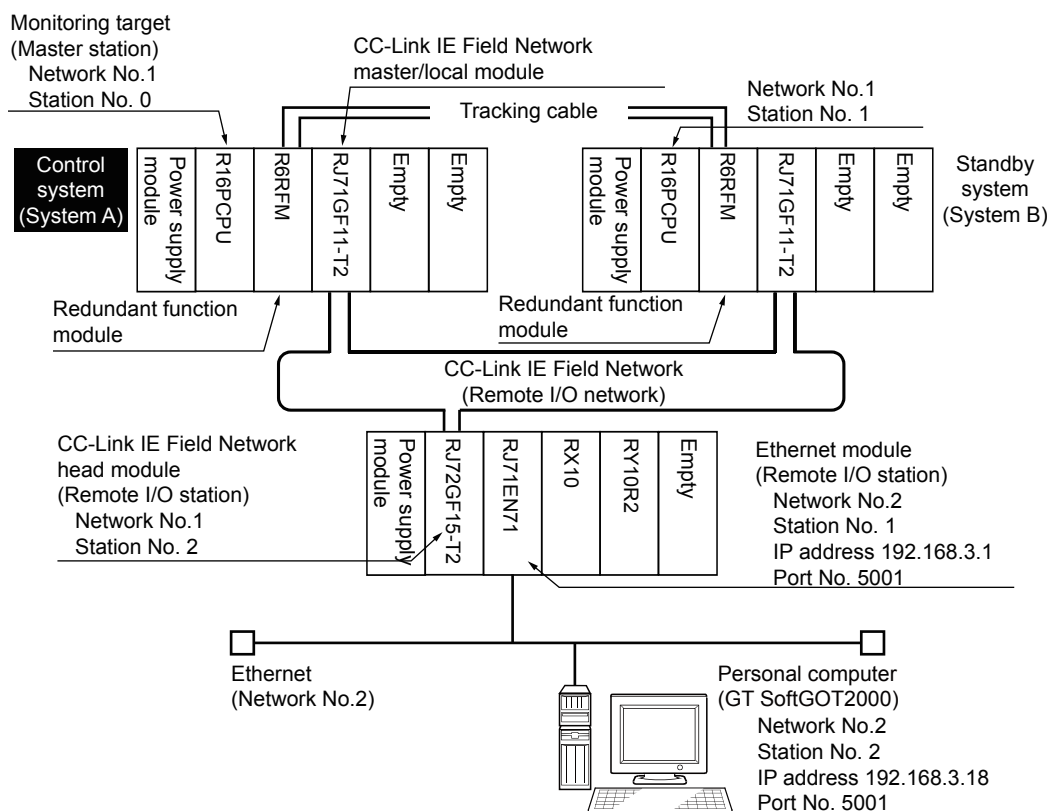 Monitoring target
(Master station)
Network No.1
Station No. 0
CC-Link IE Field Network
master/local module
Tracking cable
Network No.1
Station No. 1
Control
system
(System A)
Power supply
module
R16PCPU
R6RFM
RJ71GF11-T2
Empty
Empty
Power supply
module
R16PCPU
R6RFM
RJ71GF11-T2
Empty
Empty
Standby
system
(System B)
Redundant function
module
Redundant function
module
CC-Link IE Field Network
(Remote I/O network)
CC-Link IE Field Network
head module
(Remote I/O station)
Network No.1
Station No. 2
Power supply
module
RJ72GF15-T2
RJ71EN71
RX10
RY10R2
Empty
Ethernet module
(Remote I/O station)
Network No.2
Station No. 1
IP address 192.168.3.1
Port No. 5001
Ethernet
(Network No.2)
Personal computer
(GT SoftGOT2000)
Network No.2
Station No. 2
IP address 192.168.3.18
Port No. 5001